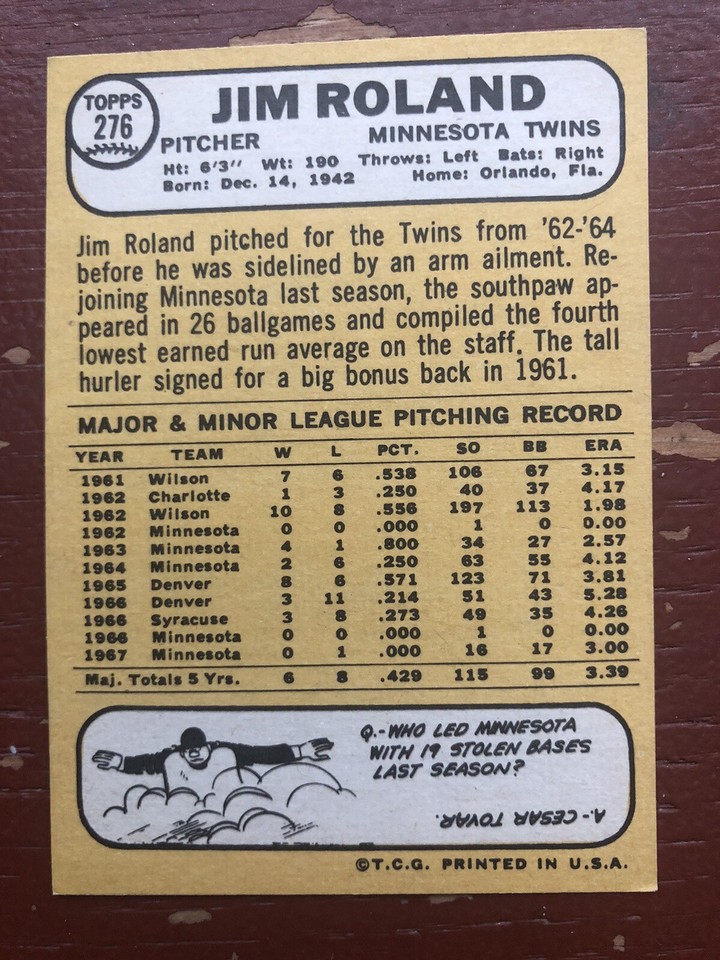 TOPPS
276
JIM ROLAND
PITCHER MINNESOTA TWINS
Ht: 6'3" Wt: 190 Throws: Left Bats: Right
Born: Dec. 14, 1942 Home: Orlando, Fla.
Jim Roland pitched for the Twins from '62-'64
before he was sidelined by an arm ailment. Re-
joining Minnesota last season, the southpaw ap-
peared in 26 ballgames and compiled the fourth
lowest earned run average on the staff. The tall
hurler signed for a big bonus back in 1961.
MAJOR & MINOR LEAGUE PITCHING RECORD
YEAR TEAM W L PCT. SO BB ERA
1961 Wilson 7 6 .538 106 67 3.15
1962 Charlotte 1 3 .250 40 37 4.17
1962 Wilson 10 8 .556 197 113 1.98
1962 Minnesota 0 0 .000 1 0 0.00
1963 Minnesota 4 1 .800 34 27 2.57
1964 Minnesota 2 6 .250 63 55 4.12
1965 Denver 8 6 .571 123 71 3.81
1966 Denver 3 11 .214 51 43 5.28
1966 Syracuse 3 8 .273 49 35 4.26
1966 Minnesota 0 0 .000 1 0 0.00
1967 Minnesota 0 1 .000 16 17 3.00
Maj. Totals 5 Yrs. 6 8 .429 115 99 3.39
Q.-WHO LED MINNESOTA
WITH 19 STOLEN BASES
LAST SEASON?
A.-CESAR TOVAR.
©T.C.G. PRINTED IN U.S.A.